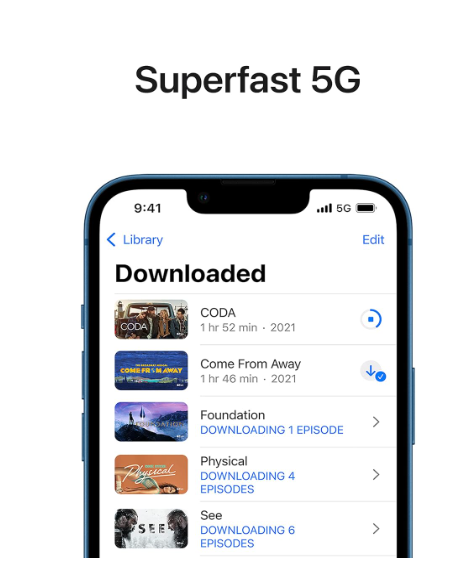 Superfast 5G
9:41
5G
Library
Edit
Downloaded
CODA
CODA
1 hr 52 min · 2021
COME FROM AWAY
Come From Away
1 hr 46 min · 2021
Foundation
DOWNLOADING 1 EPISODE
Physical
Physical
DOWNLOADING 4
EPISODES
SEE
See
DOWNLOADING 6
EPISODES